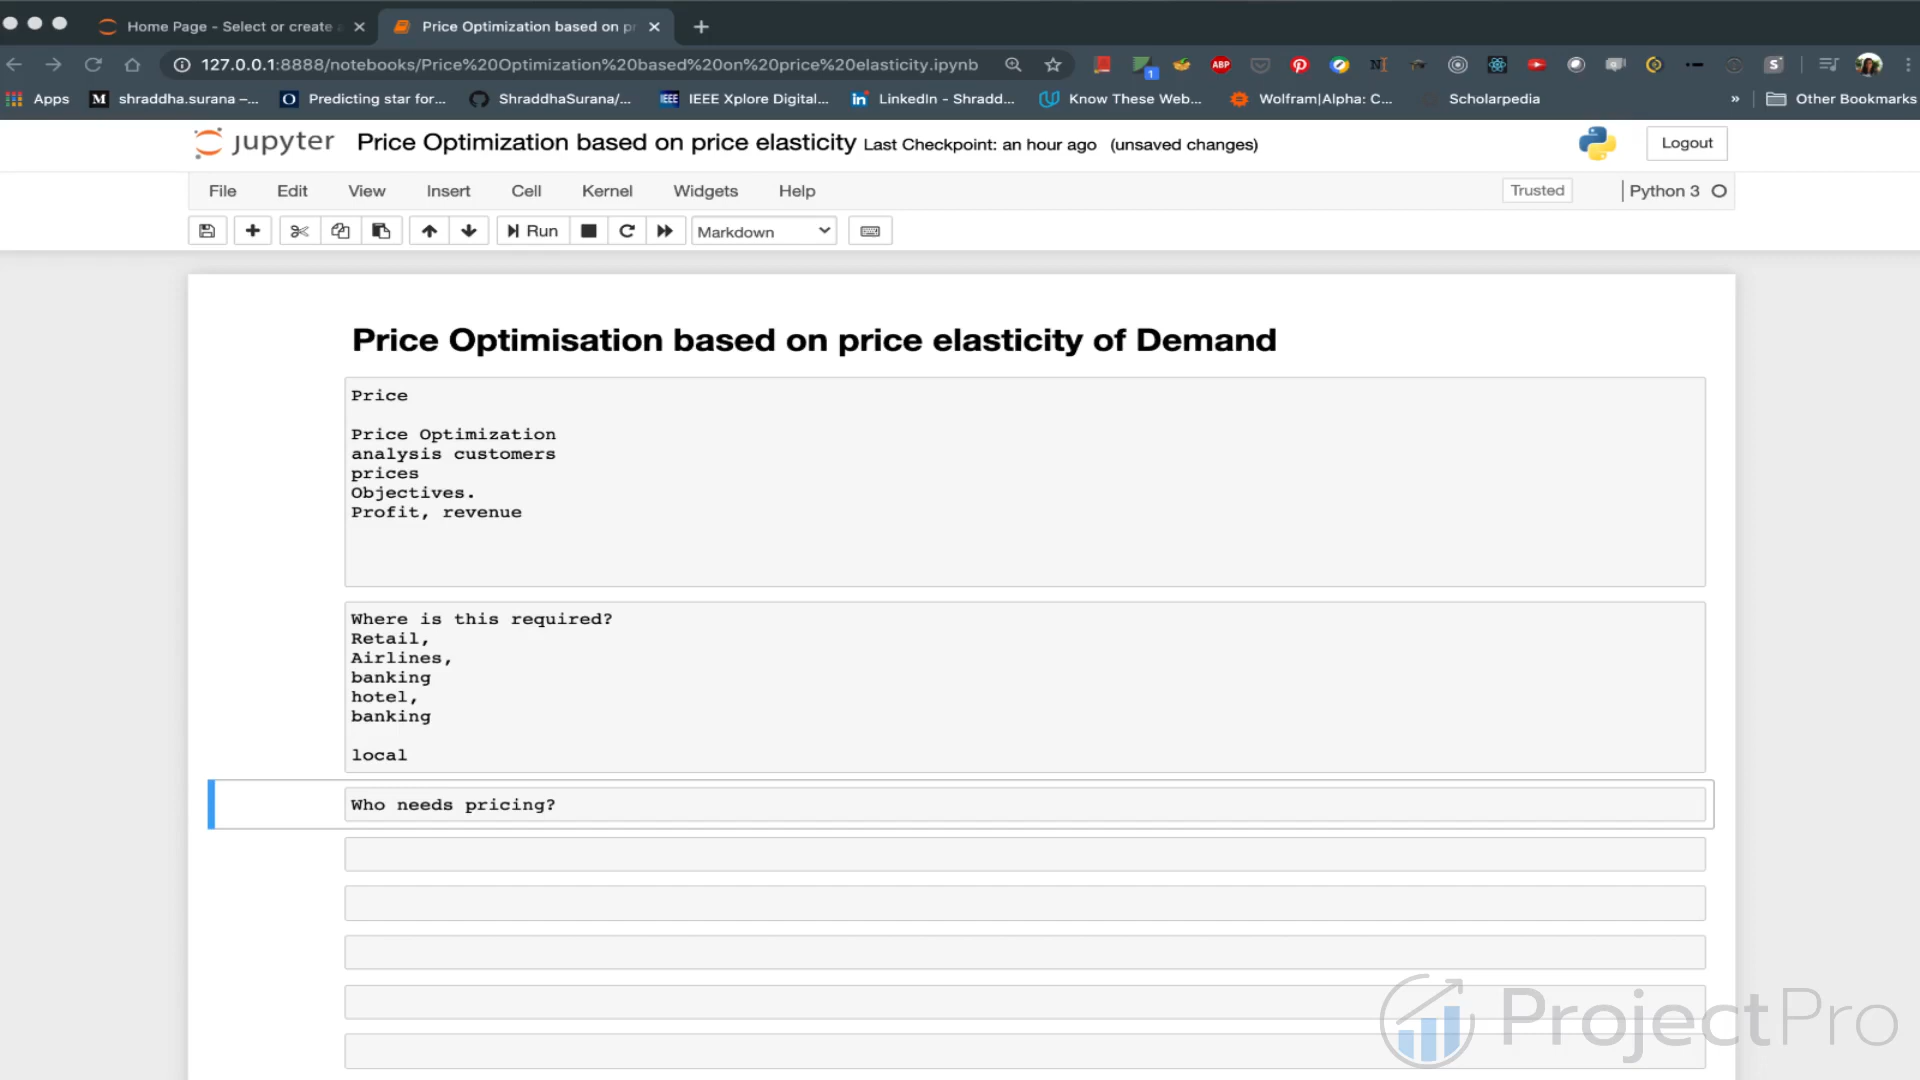 Home Page - Select or create a
Price Optimization based on pr
127.0.0.1:8888/notebooks/Price%20Optimization%20based%20on%20price%20elasticity.ipynb
1
ABP
S
Apps
M shraddha.surana –...
O Predicting star for...
ShraddhaSurana/...
IEEE IEEE Xplore Digital...
in LinkedIn - Shradd...
Know These Web...
Wolfram|Alpha: C...
Scholarpedia
»
Other Bookmarks
jupyter Price Optimization based on price elasticity Last Checkpoint: an hour ago (unsaved changes)
Logout
File Edit View Insert Cell Kernel Widgets Help
Trusted
Python 3
Run
Markdown
Price Optimisation based on price elasticity of Demand
Price
Price Optimization
analysis customers
prices
Objectives.
Profit, revenue
Where is this required?
Retail,
Airlines,
banking
hotel,
banking
local
Who needs pricing?
ProjectPro